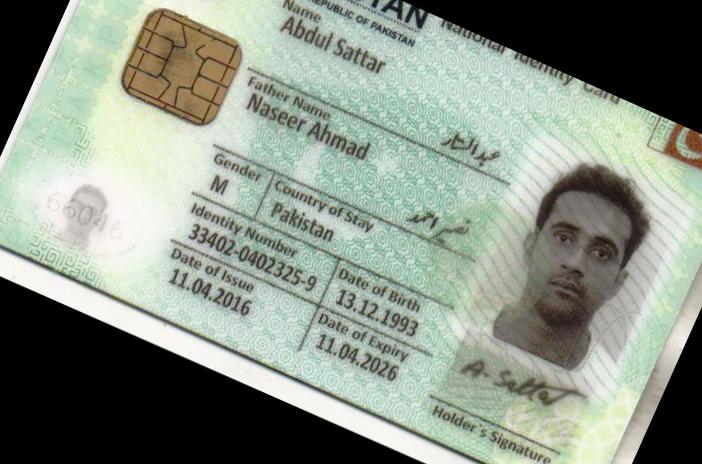 TAN
REPUBLIC OF PAKISTAN
National Identity Card
Name
Abdul Sattar
عبدالستار
Father Name
Naseer Ahmad
نصیر احمد
Gender
M
Country of Stay
Pakistan
Identity Number
33402-0402325-9
Date of Birth
13.12.1993
Date of Issue
11.04.2016
Date of Expiry
11.04.2026
A. Sattar
Holder's Signature